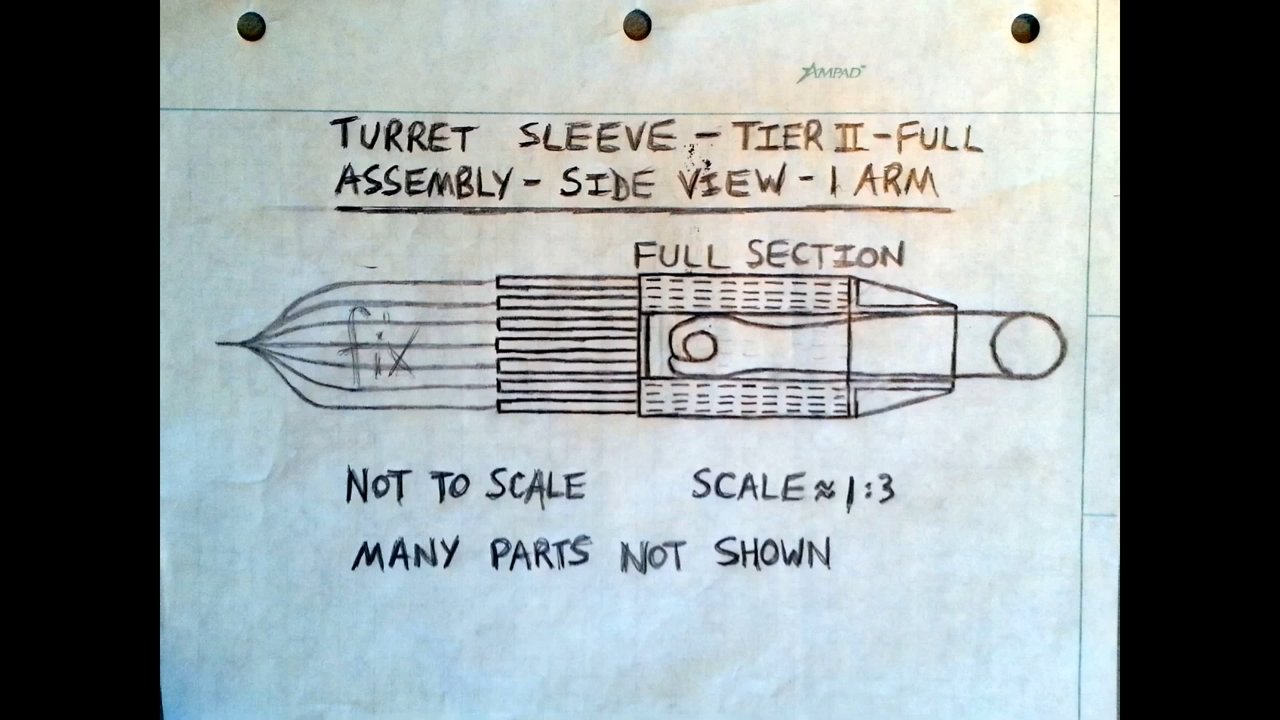 AMPAD
TURRET SLEEVE - TIER II - FULL
ASSEMBLY - SIDE VIEW - 1 ARM
FULL SECTION
fix
NOT TO SCALE SCALE ≈ 1:3
MANY PARTS NOT SHOWN